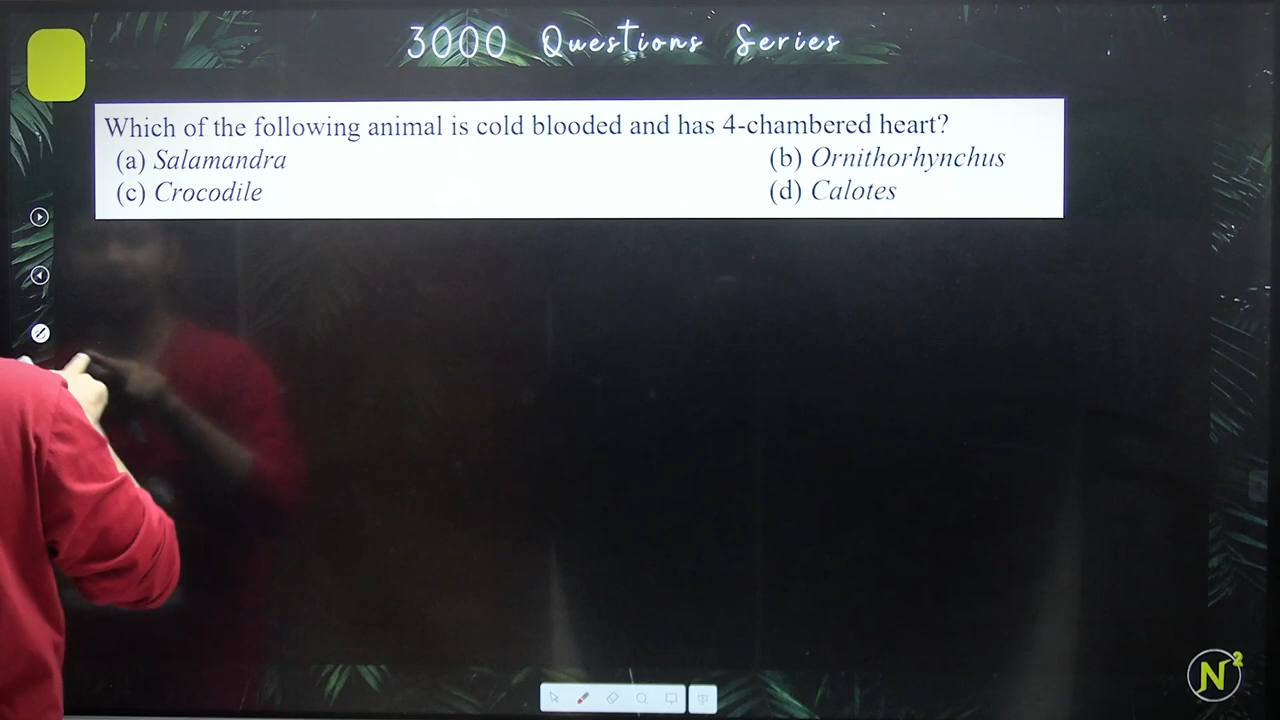 3000 Questions Series
Which of the following animal is cold blooded and has 4-chambered heart?
(a) Salamandra (b) Ornithorhynchus
(c) Crocodile (d) Calotes
N2